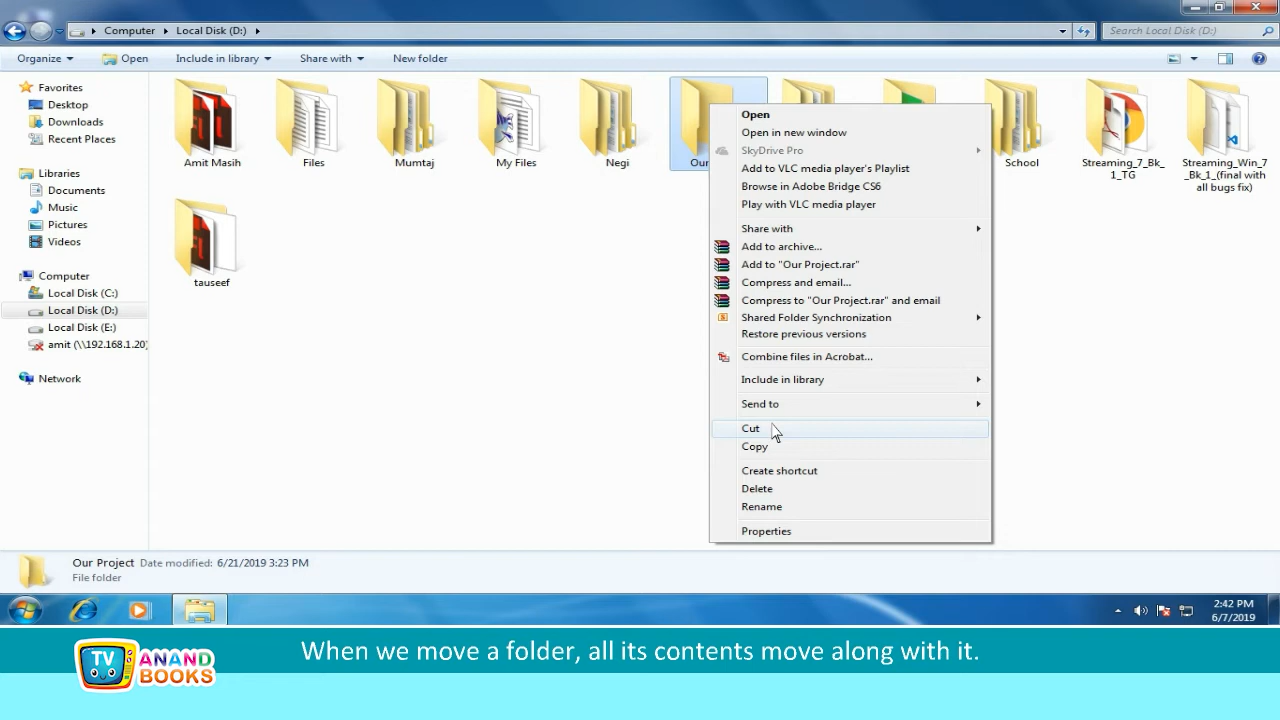 Computer ▸ Local Disk (D:) ▸
Search Local Disk (D:)
Organize
Open
Include in library
Share with
New folder
Favorites
Desktop
Downloads
Recent Places
Libraries
Documents
Music
Pictures
Videos
Computer
Local Disk (C:)
Local Disk (D:)
Local Disk (E:)
amit (\\192.168.1.20)
Network
Amit Masih
Files
Mumtaj
My Files
Negi
Our
School
Streaming_7_Bk_
1_TG
Streaming_Win_7
_Bk_1_(final with
all bugs fix)
tauseef
Open
Open in new window
SkyDrive Pro
Add to VLC media player's Playlist
Browse in Adobe Bridge CS6
Play with VLC media player
Share with
Add to archive...
Add to "Our Project.rar"
Compress and email...
Compress to "Our Project.rar" and email
Shared Folder Synchronization
Restore previous versions
Combine files in Acrobat...
Include in library
Send to
Cut
Copy
Create shortcut
Delete
Rename
Properties
Our Project Date modified: 6/21/2019 3:23 PM
File folder
2:42 PM
6/7/2019
When we move a folder, all its contents move along with it.
TV
ANAND
BOOKS